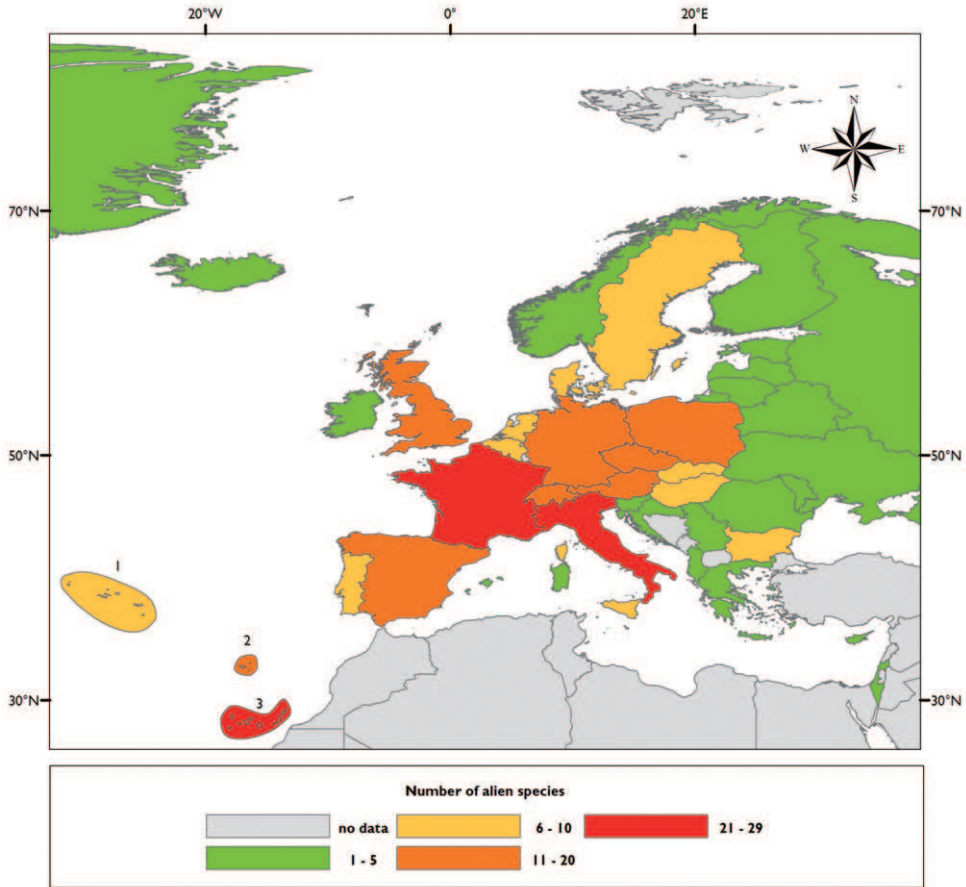 20°W 0° 20°E
N
W E
S
70°N 70°N
50°N 50°N
1
2
3
30°N 30°N
Number of alien species
no data 6 - 10 21 - 29
1 - 5 11 - 20